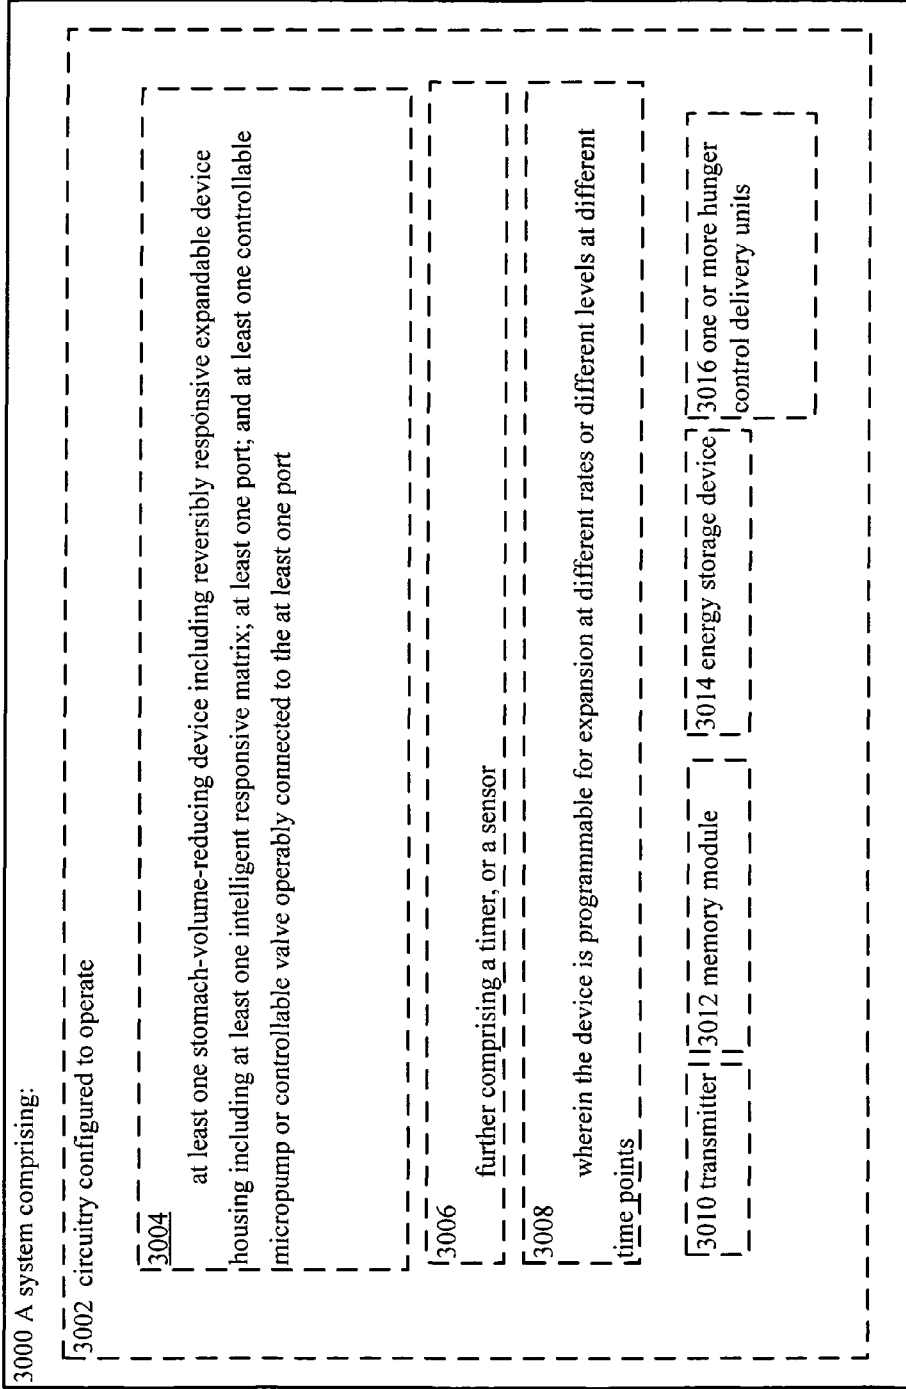 3000 A system comprising:
3002 circuitry configured to operate
3004
at least one stomach-volume-reducing device including reversibly responsive expandable device
housing including at least one intelligent responsive matrix; at least one port; and at least one controllable
micropump or controllable valve operably connected to the at least one port
3006
further comprising a timer, or a sensor
3008
wherein the device is programmable for expansion at different rates or different levels at different
time points
3010 transmitter
3012 memory module
3014 energy storage device
3016 one or more hunger
control delivery units